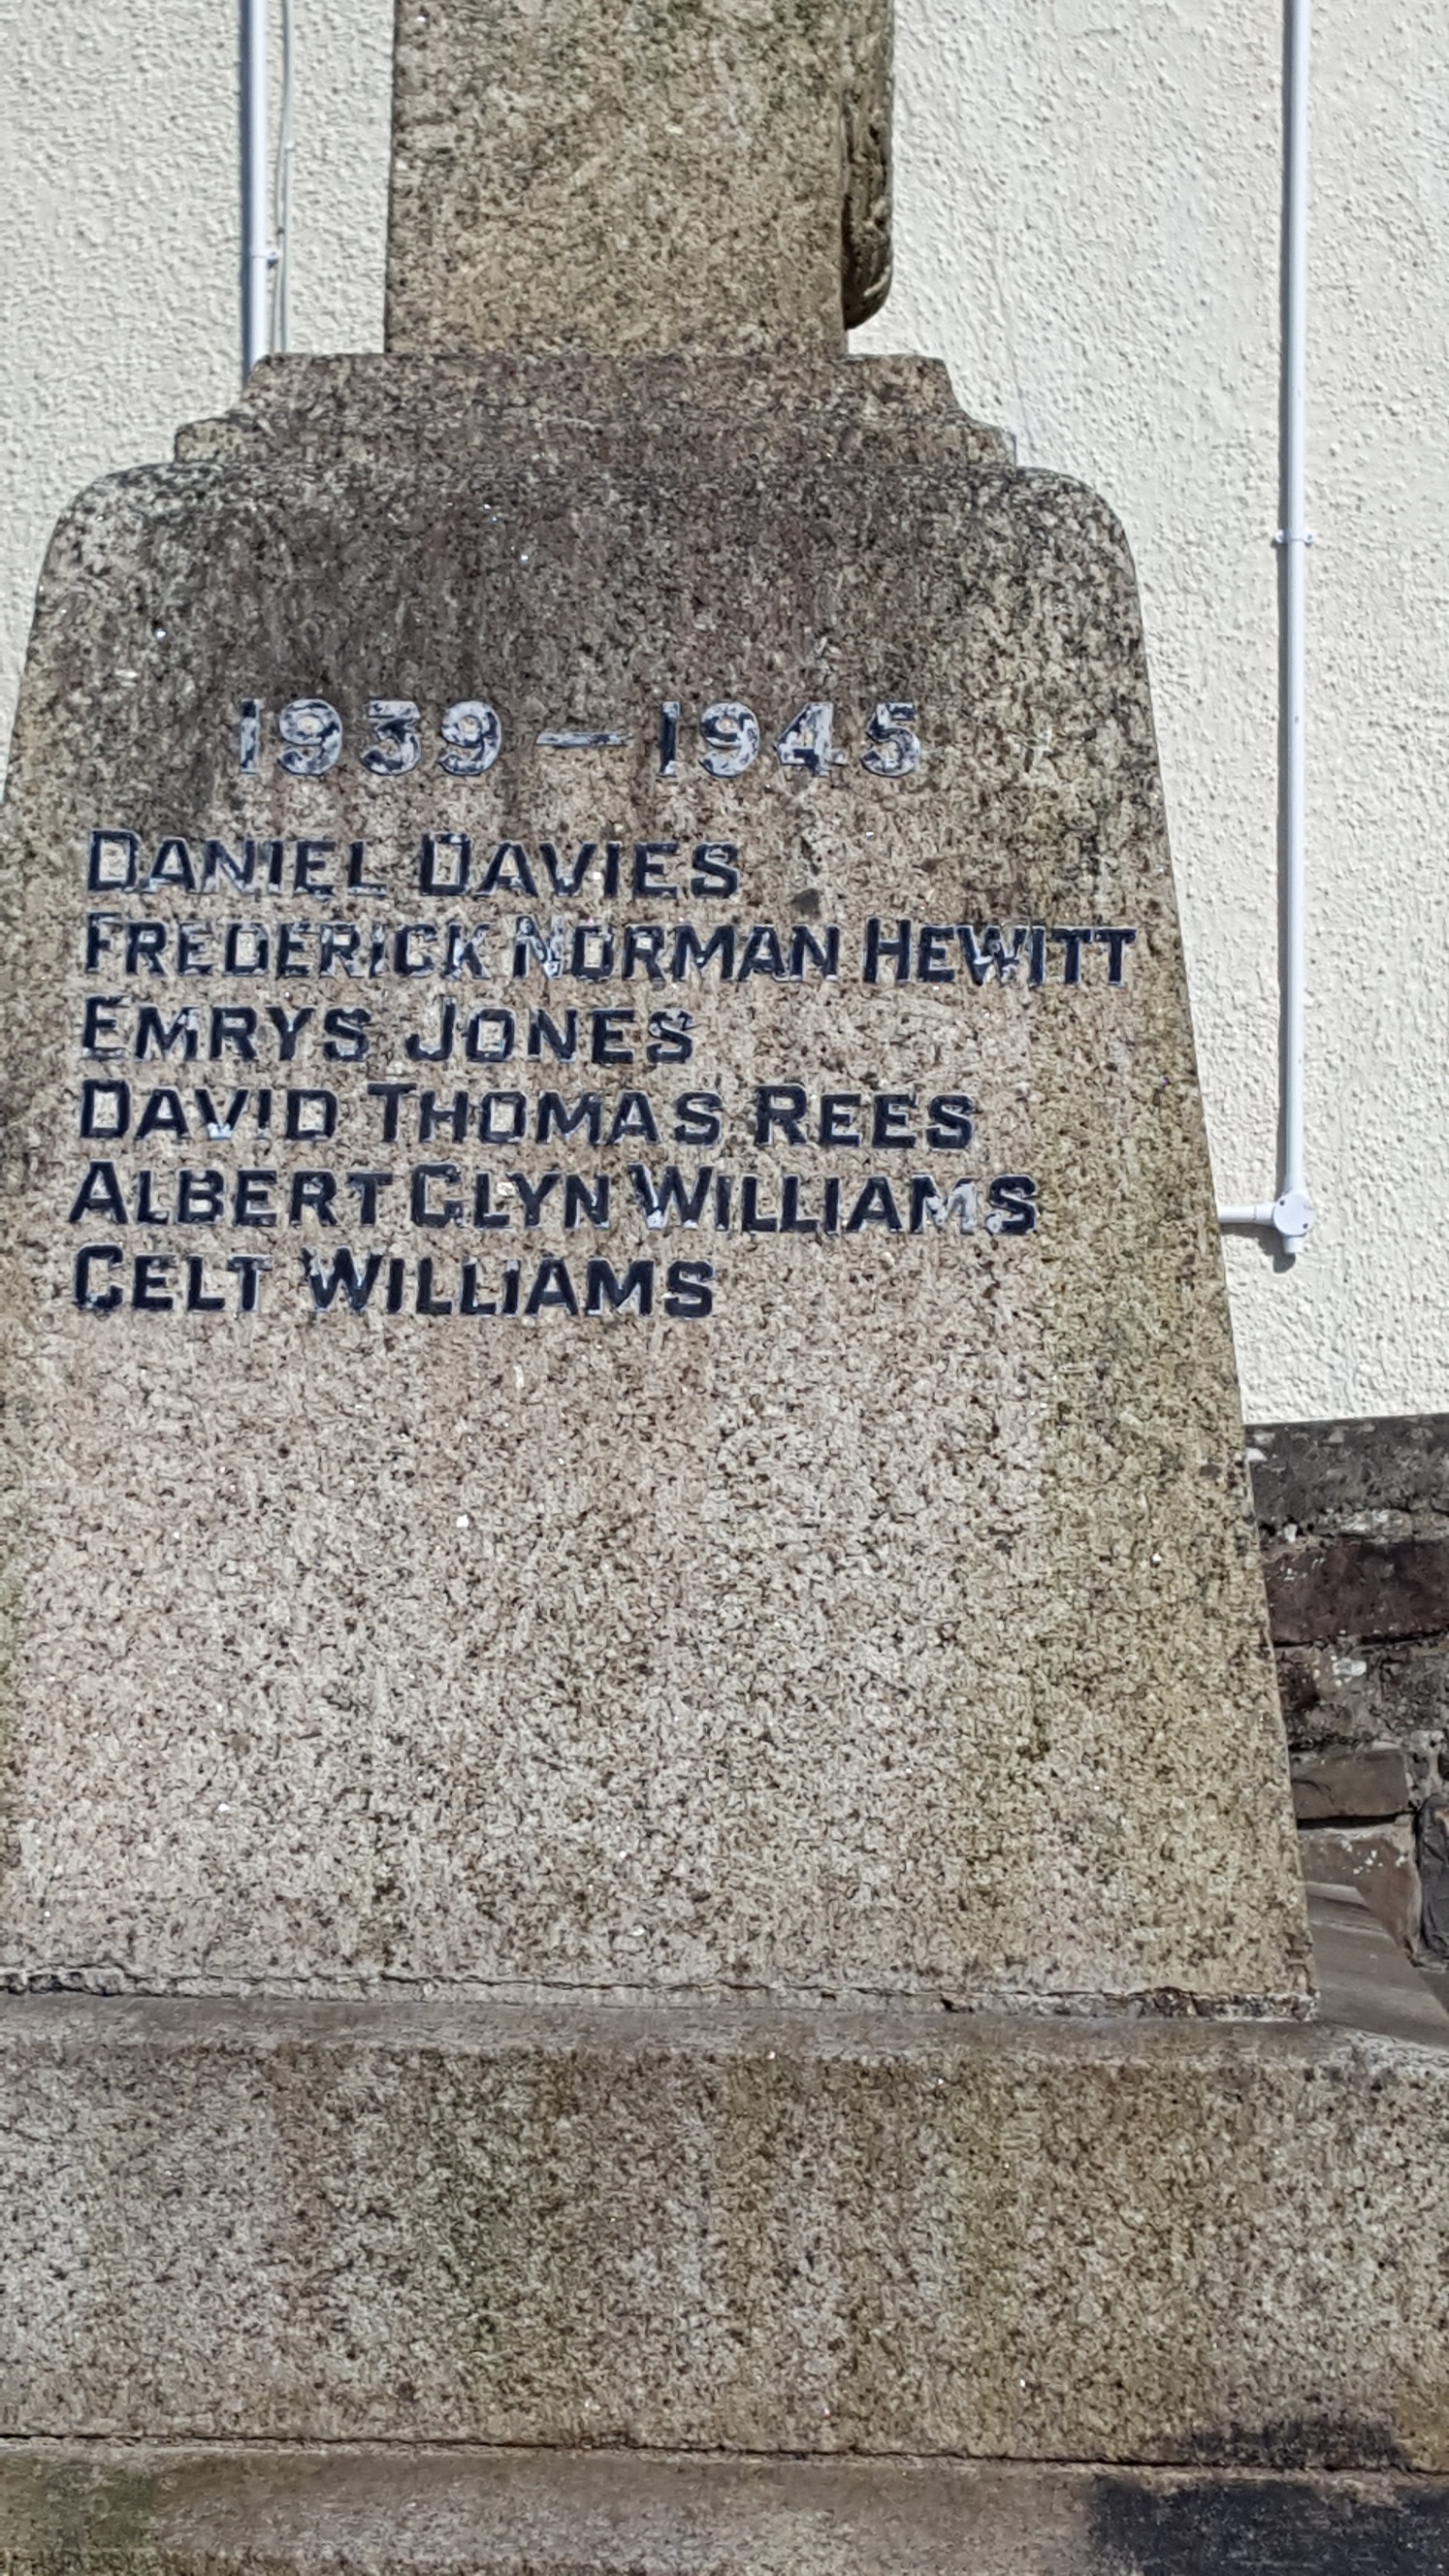 1939 — 1945
DANIEL DAVIES
FREDERICK NORMAN HEWITT
EMRYS JONES
DAVID THOMAS REES
ALBERT GLYN WILLIAMS
CELT WILLIAMS